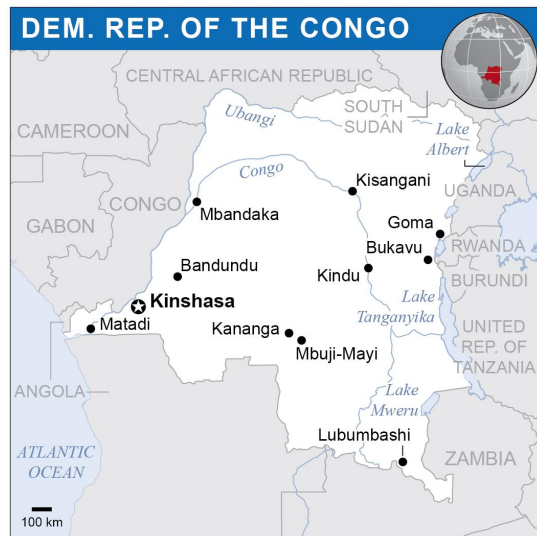 DEM. REP. OF THE CONGO
CENTRAL AFRICAN REPUBLIC
SOUTH
SUDAN
CAMEROON
Ubangi
Lake
Albert
Congo
Kisangani
UGANDA
CONGO
Mbandaka
GABON
Goma
RWANDA
Bukavu
Bandundu
Kindu
BURUNDI
Kinshasa
Lake
Tanganyika
Matadi
Kananga
Mbuji-Mayi
UNITED
REP. OF
TANZANIA
ANGOLA
Lake
Mweru
Lubumbashi
ATLANTIC
OCEAN
ZAMBIA
100 km